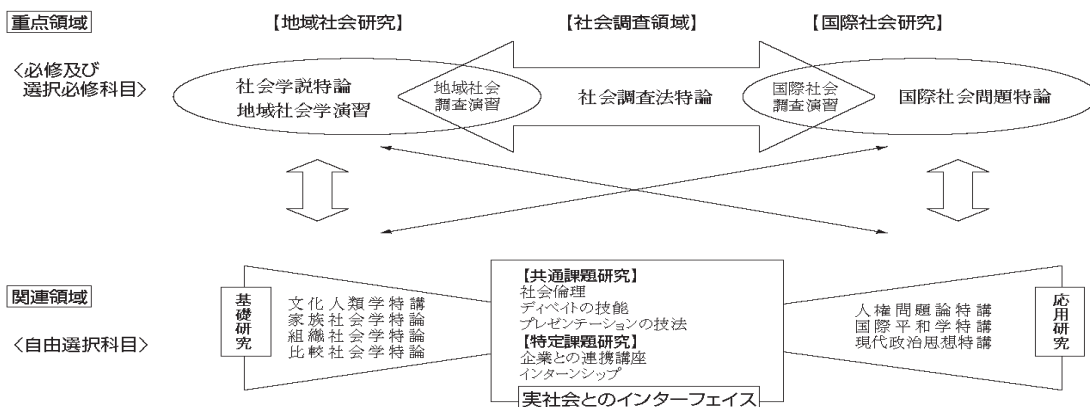 重点領域
【地域社会研究】
【社会調査領域】
【国際社会研究】
<必修及び
選択必修科目>
社会学説特論
地域社会学演習
地域社会
調査演習
社会調査法特論
国際社会
調査演習
国際社会問題特論
関連領域
<自由選択科目>
基礎研究
文化人類学特講
家族社会学特論
組織社会学特論
比較社会学特論
【共通課題研究】
社会倫理
ディベイトの技能
プレゼンテーションの技法
【特定課題研究】
企業との連携講座
インターンシップ
実社会とのインターフェイス
人権問題論特講
国際平和学特講
現代政治思想特講
応用研究